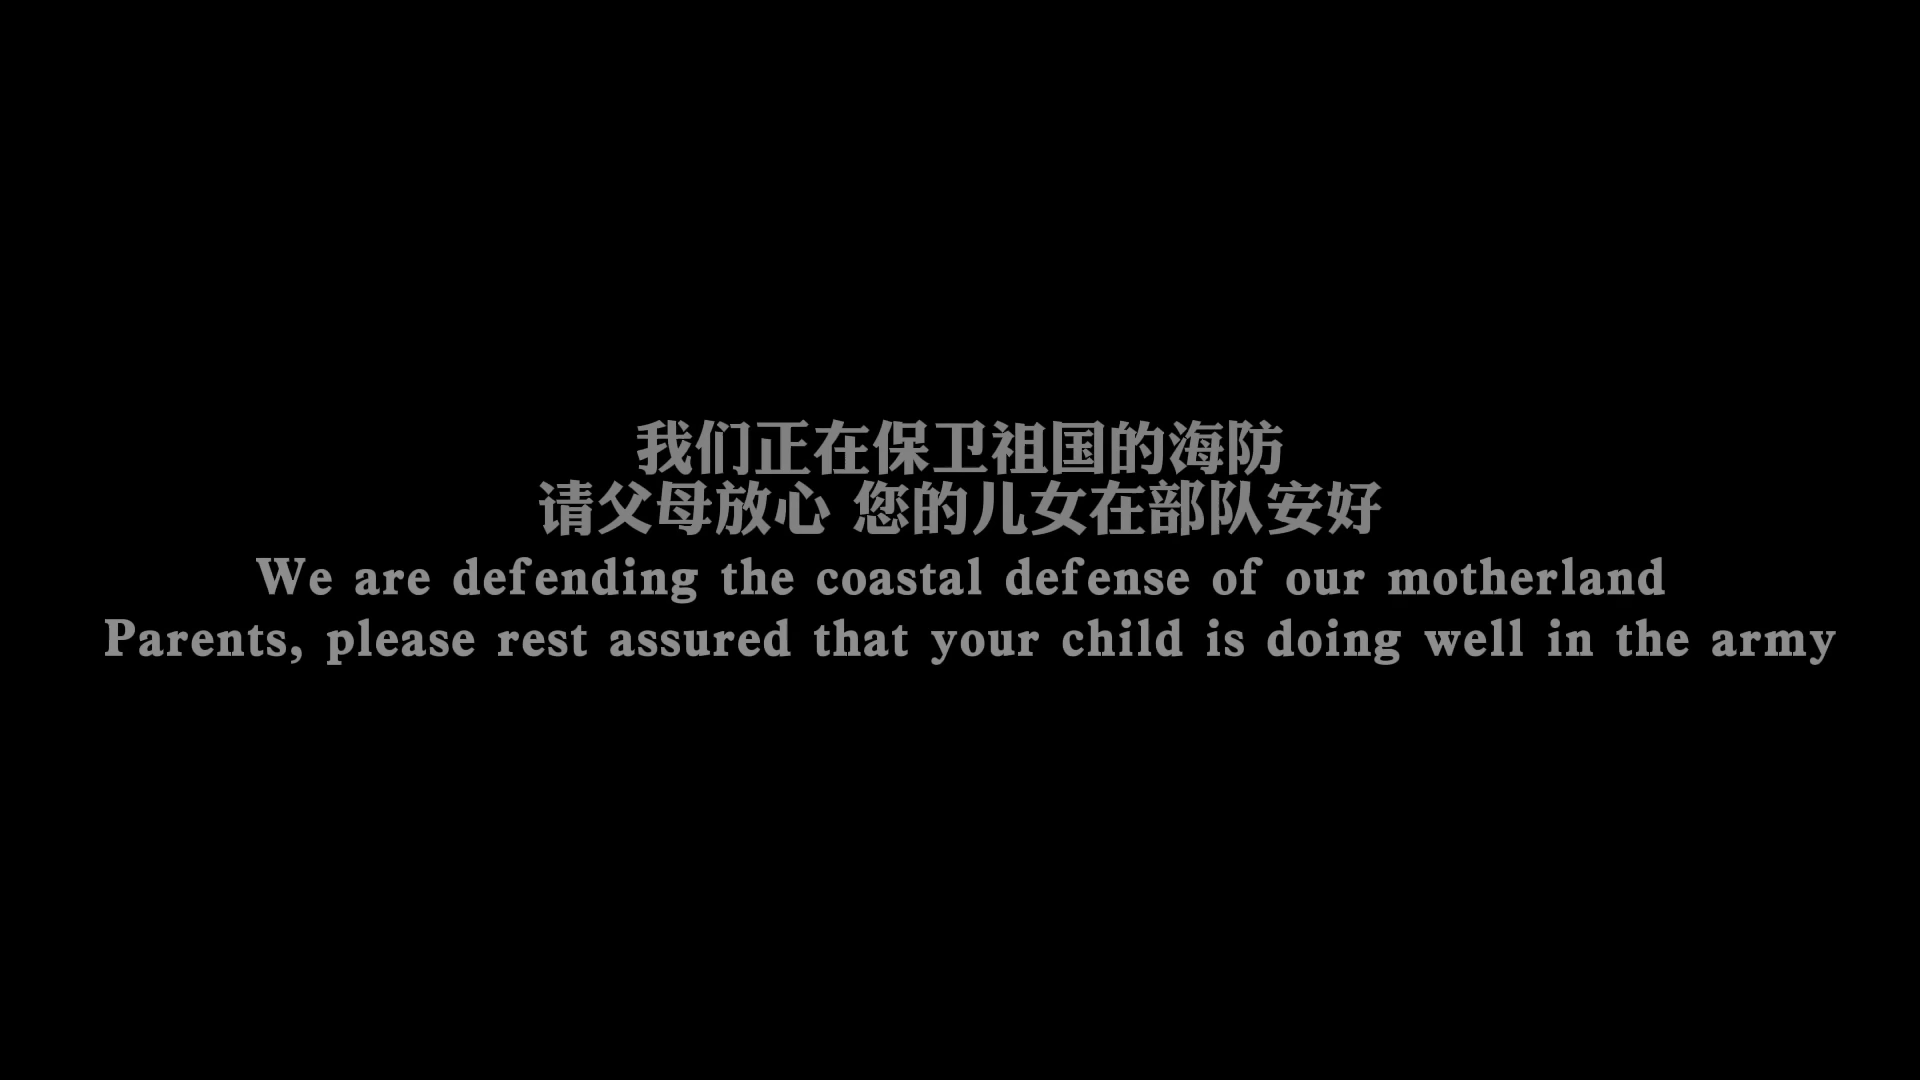 我们正在保卫祖国的海防
请父母放心 您的儿女在部队安好
We are defending the coastal defense of our motherland
Parents, please rest assured that your child is doing well in the army